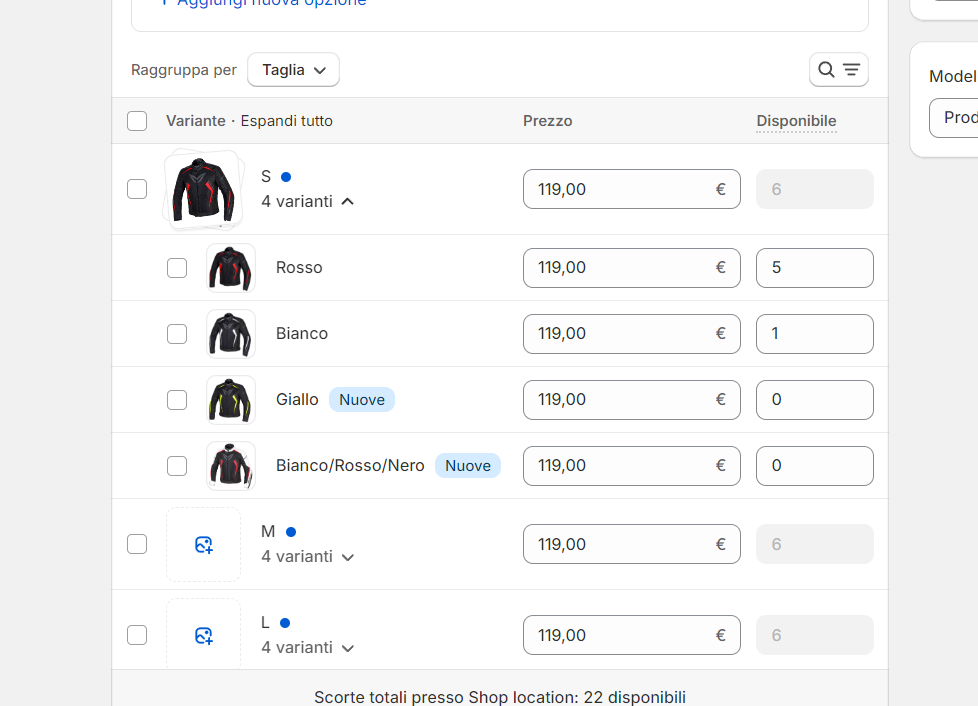 + Aggiungi nuova opzione
Raggruppa per Taglia
Model
Prod
Variante · Espandi tutto Prezzo Disponibile
S
4 varianti 119,00 € 6
Rosso 119,00 € 5
Bianco 119,00 € 1
Giallo Nuove 119,00 € 0
Bianco/Rosso/Nero Nuove 119,00 € 0
M
4 varianti 119,00 € 6
L
4 varianti 119,00 € 6
Scorte totali presso Shop location: 22 disponibili